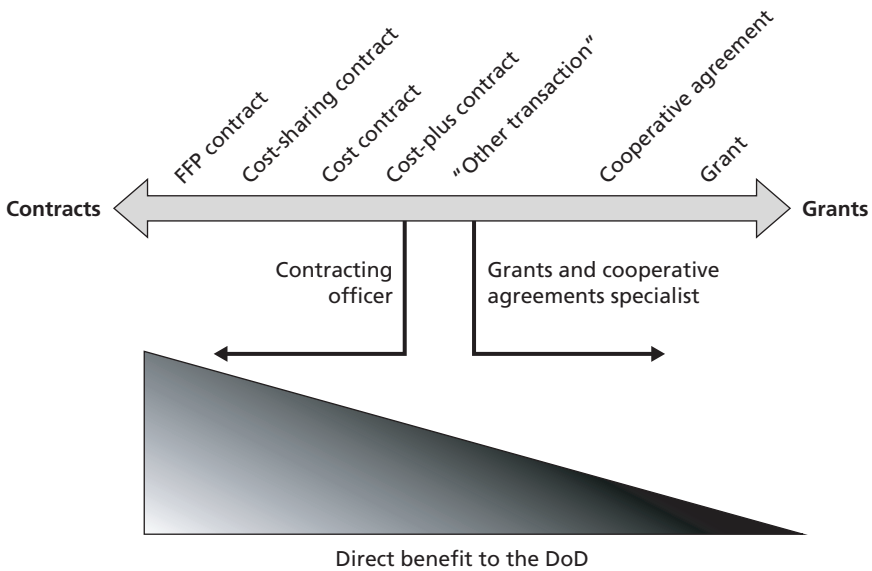 FFP contract
Cost-sharing contract
Cost contract
Cost-plus contract
“Other transaction”
Cooperative agreement
Grant
Contracts
Grants
Contracting
officer
Grants and cooperative
agreements specialist
Direct benefit to the DoD